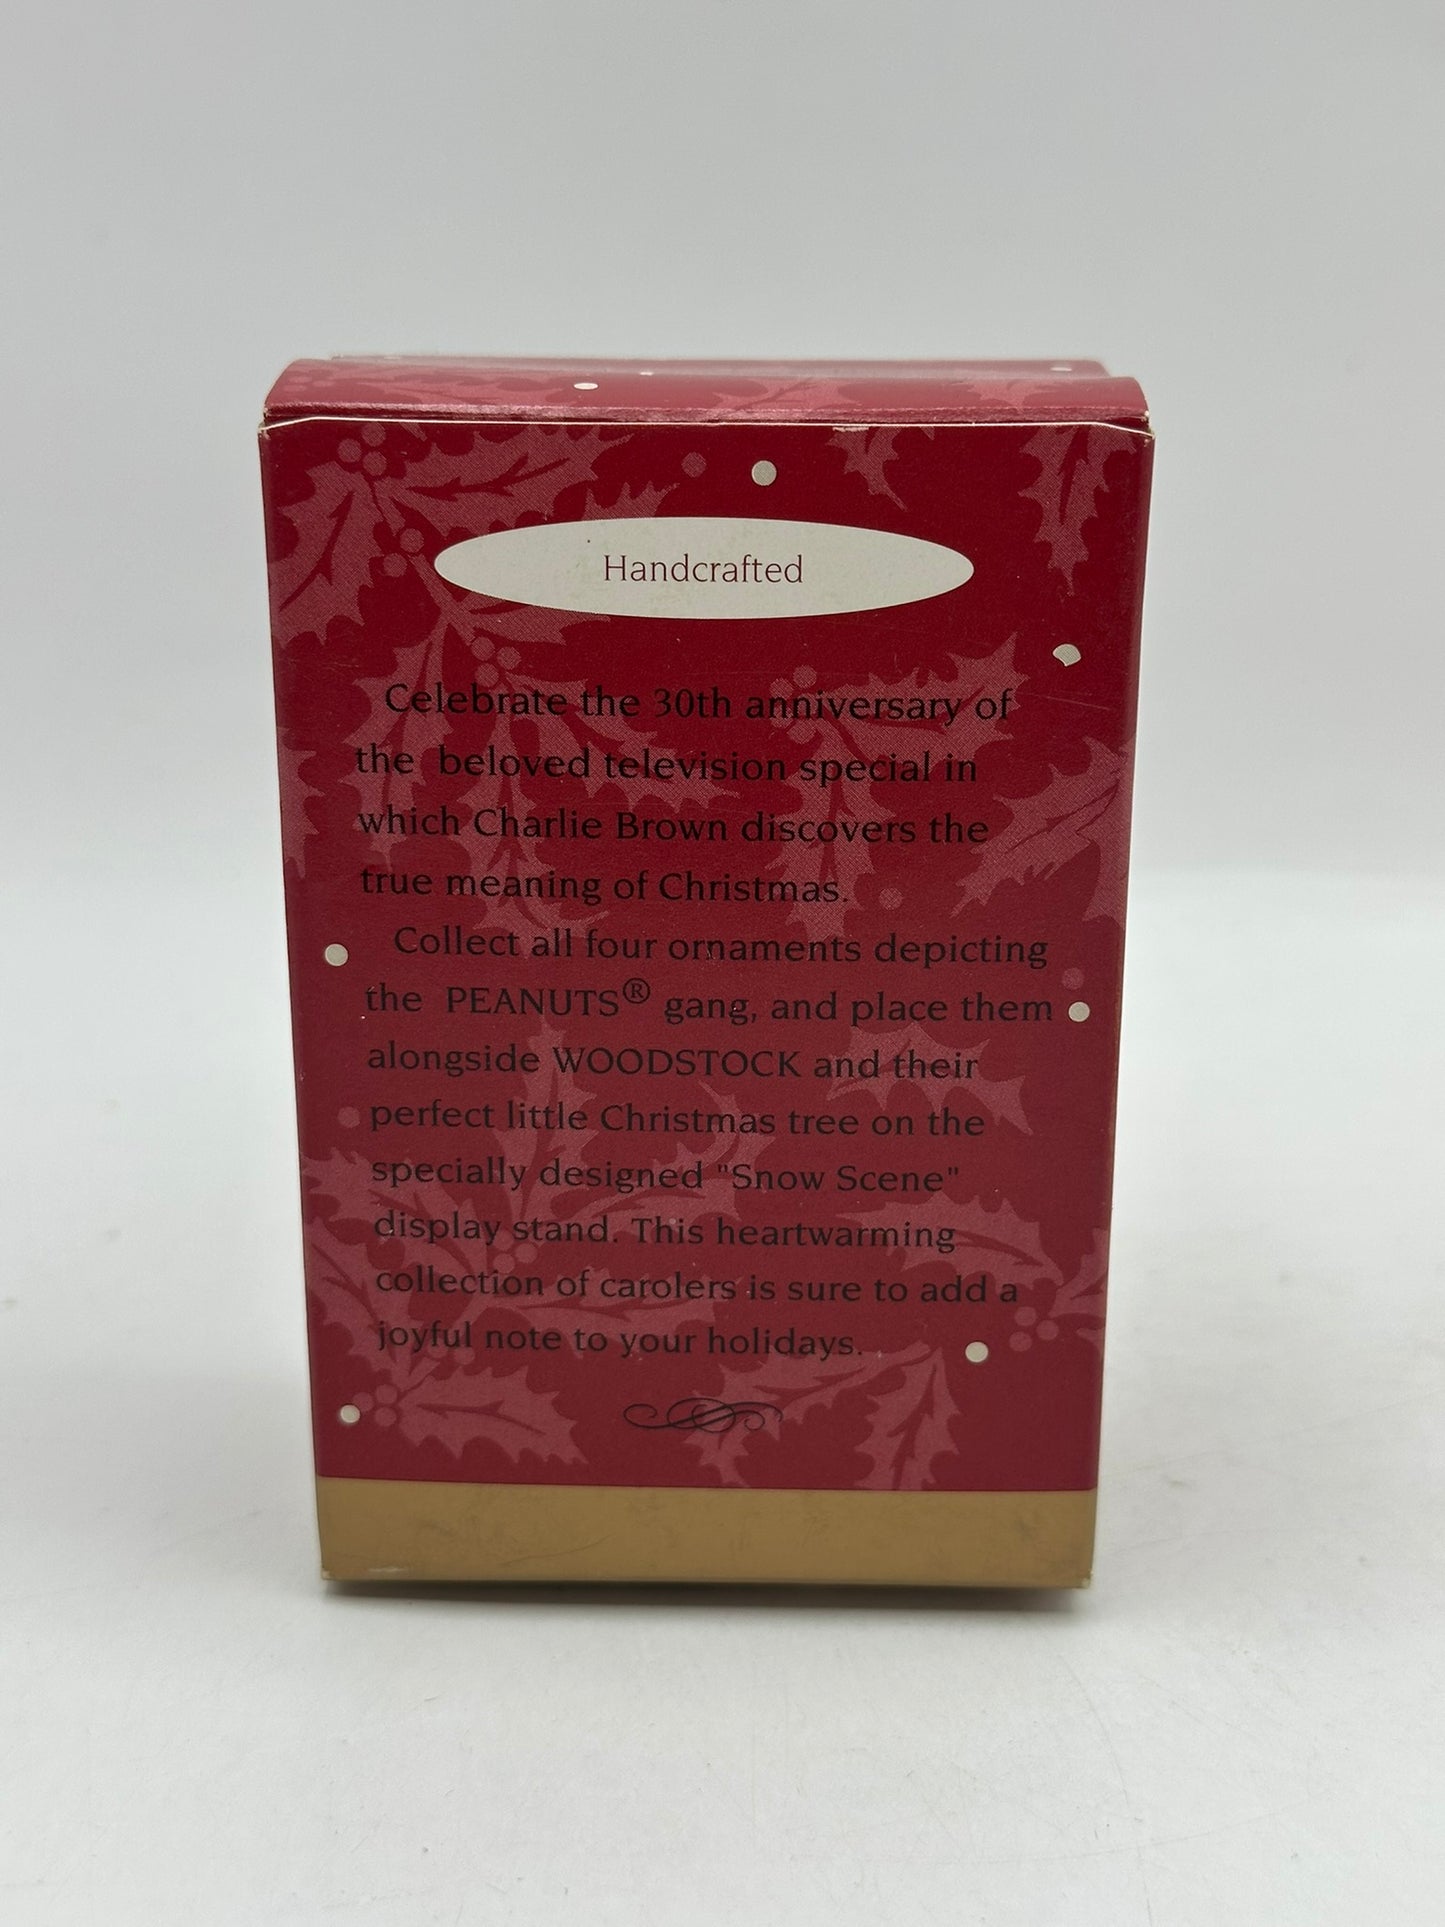 Handcrafted
Celebrate the 30th anniversary of
the beloved television special in
which Charlie Brown discovers the
true meaning of Christmas.
Collect all four ornaments depicting
the PEANUTS® gang, and place them
alongside WOODSTOCK and their
perfect little Christmas tree on the
specially designed "Snow Scene"
display stand. This heartwarming
collection of carolers is sure to add a
joyful note to your holidays.